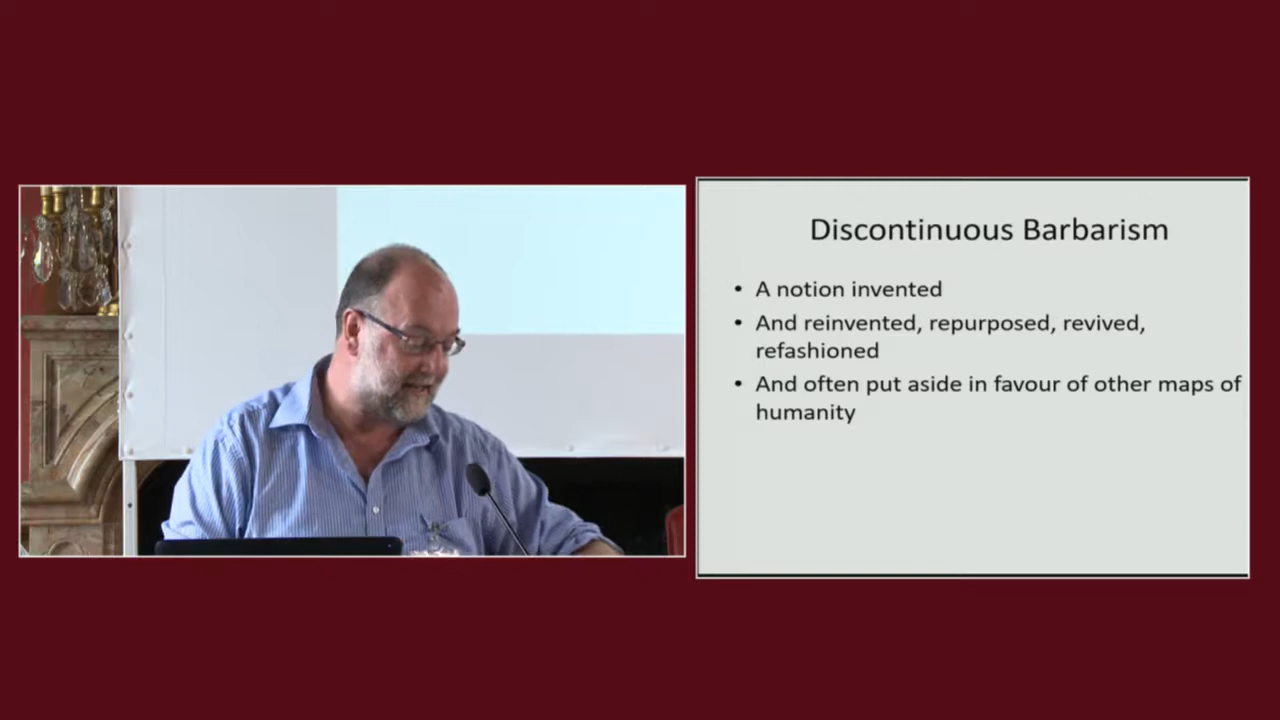 Discontinuous Barbarism
• A notion invented
• And reinvented, repurposed, revived,
refashioned
• And often put aside in favour of other maps of
humanity